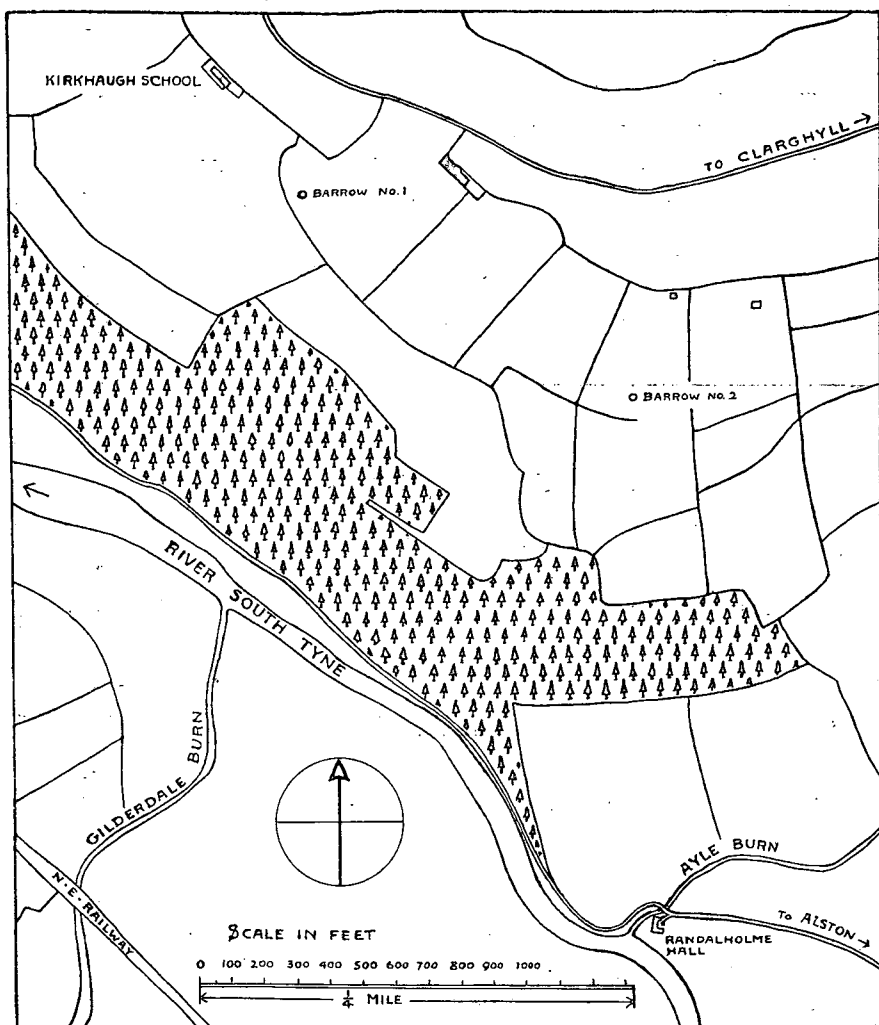 KIRKHAUGH SCHOOL
TO CLARGHYLL →
BARROW No. 1
BARROW No. 2
RIVER SOUTH TYNE
GILDERDALE BURN
N·E·RAILWAY
AYLE BURN
TO ALSTON →
RANDALHOLME
HALL
SCALE IN FEET
0 100 200 300 400 500 600 700 800 900 1000
1/4 MILE